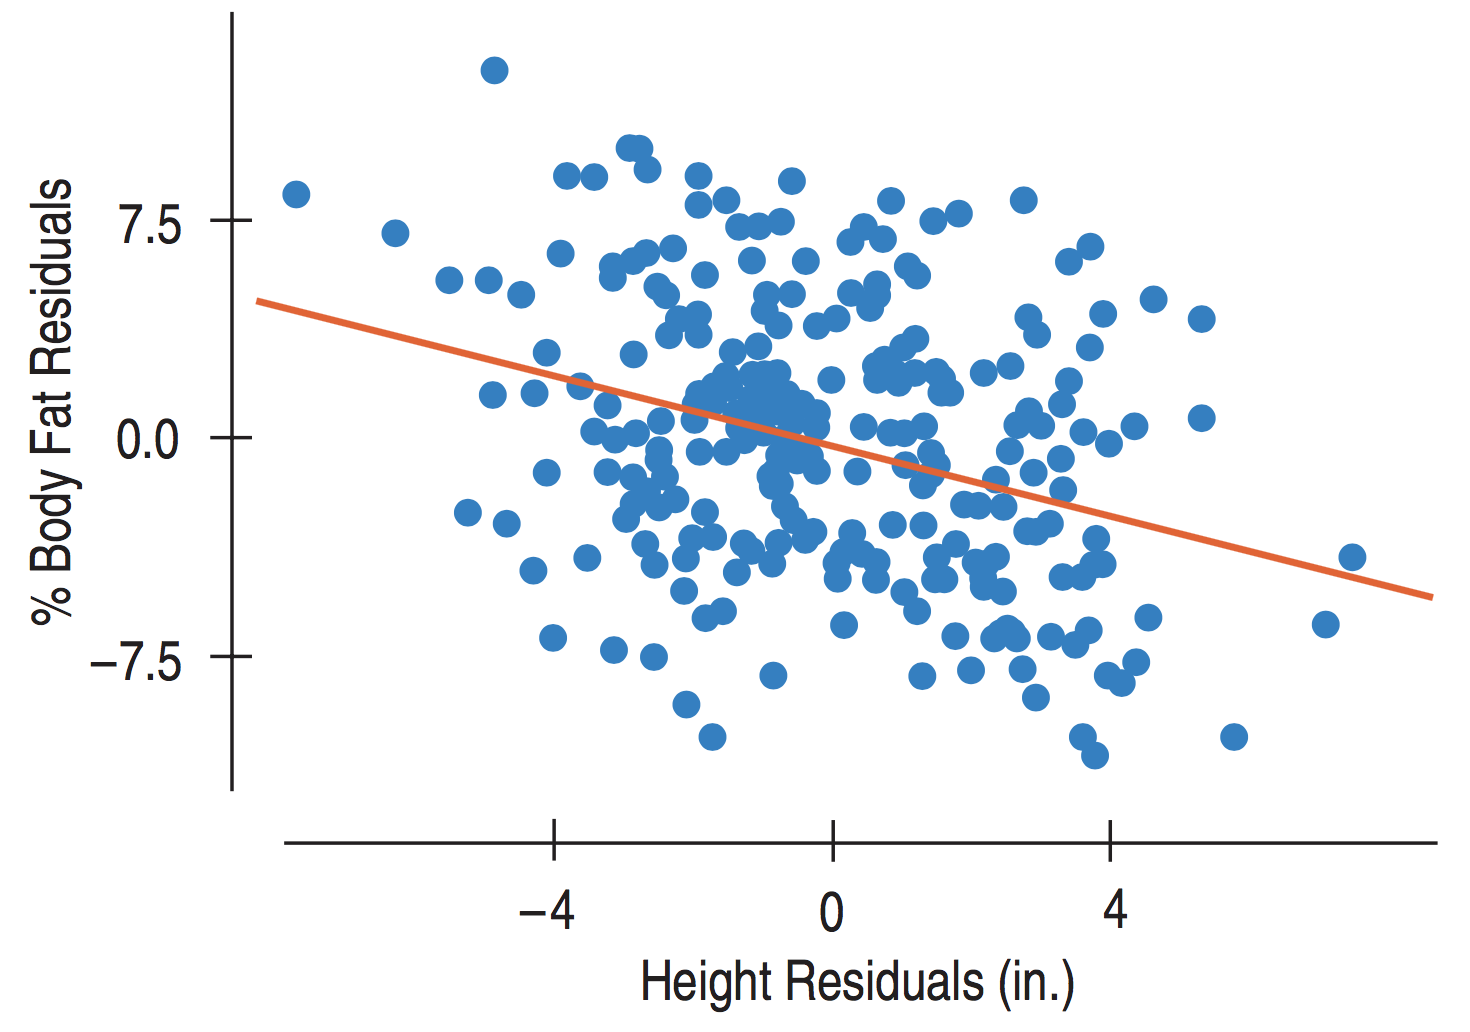 % Body Fat Residuals
7.5
0.0
−7.5
−4 0 4
Height Residuals (in.)